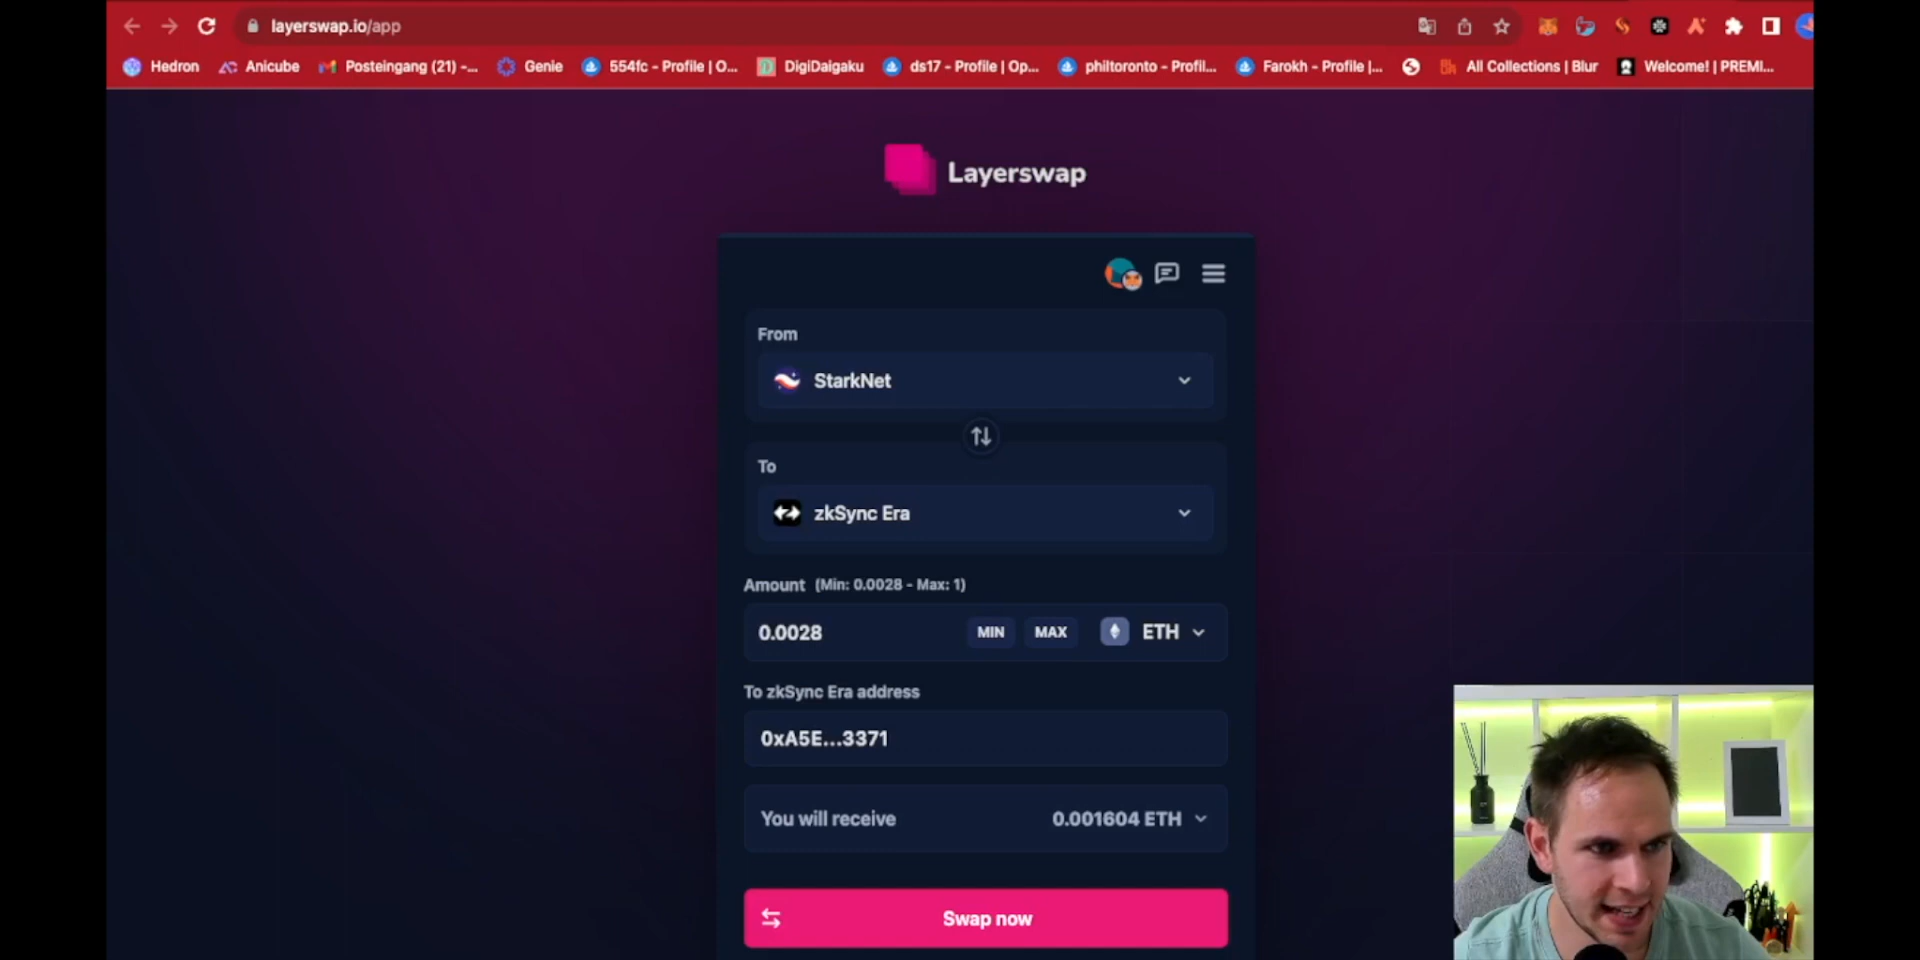 layerswap.io/app
Hedron Anicube Posteingang (21) -... Genie 554fc - Profile | O... DigiDaigaku ds17 - Profile | Op... philtoronto - Profil... Farokh - Profile |... All Collections | Blur Welcome! | PREMI...
Layerswap
From
StarkNet
To
zkSync Era
Amount (Min: 0.0028 - Max: 1)
0.0028 MIN MAX ETH
To zkSync Era address
0xA5E...3371
You will receive 0.001604 ETH
Swap now